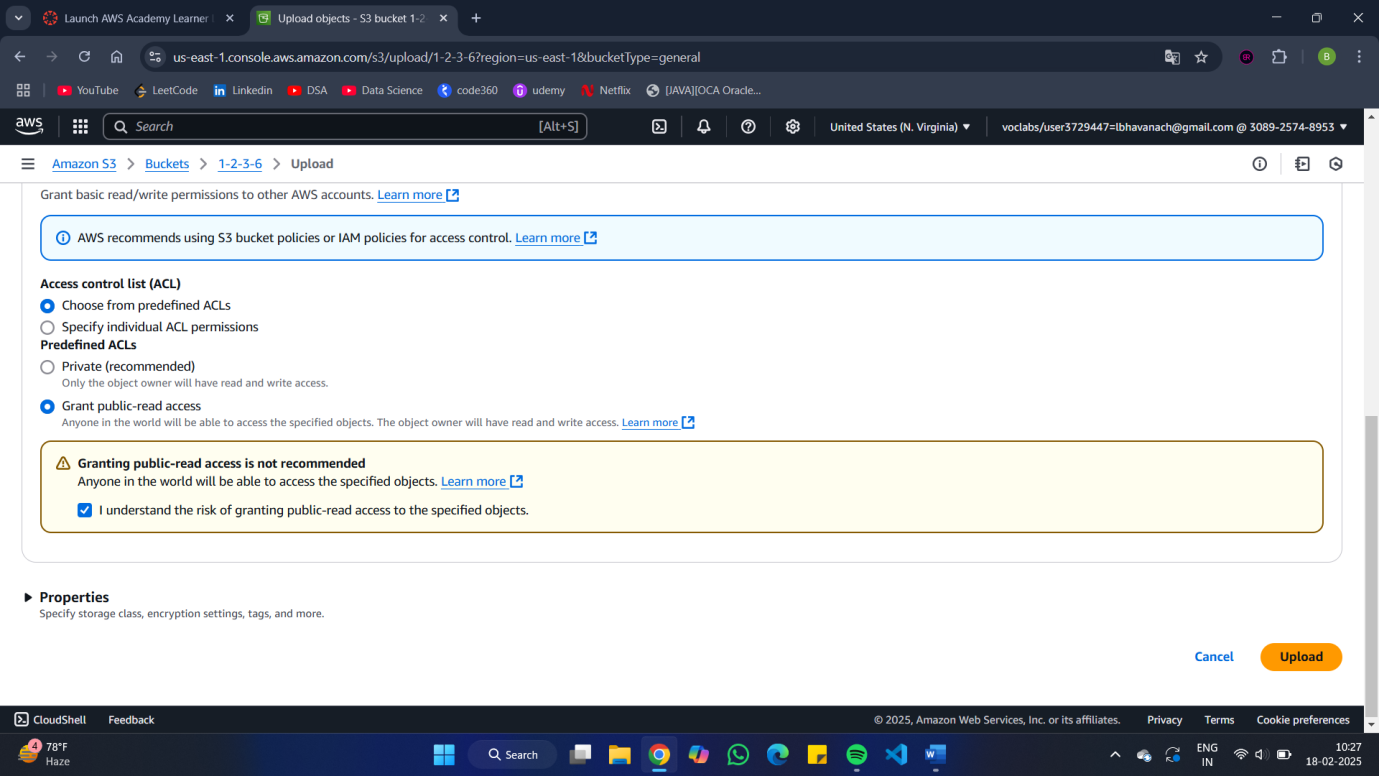 Launch AWS Academy Learner
Upload objects - S3 bucket 1-2-
us-east-1.console.aws.amazon.com/s3/upload/1-2-3-6?region=us-east-1&bucketType=general
B
YouTube LeetCode Linkedin DSA Data Science code360 udemy Netflix [JAVA][OCA Oracle...
aws Search [Alt+S] United States (N. Virginia) voclabs/user3729447=lbhavanach@gmail.com @ 3089-2574-8953
Amazon S3 Buckets 1-2-3-6 Upload
Grant basic read/write permissions to other AWS accounts. Learn more
AWS recommends using S3 bucket policies or IAM policies for access control. Learn more
Access control list (ACL)
Choose from predefined ACLs
Specify individual ACL permissions
Predefined ACLs
Private (recommended)
Only the object owner will have read and write access.
Grant public-read access
Anyone in the world will be able to access the specified objects. The object owner will have read and write access. Learn more
Granting public-read access is not recommended
Anyone in the world will be able to access the specified objects. Learn more
I understand the risk of granting public-read access to the specified objects.
Properties
Specify storage class, encryption settings, tags, and more.
Cancel Upload
CloudShell Feedback © 2025, Amazon Web Services, Inc. or its affiliates. Privacy Terms Cookie preferences
4 78°F
Haze
Search
ENG
IN
10:27
18-02-2025